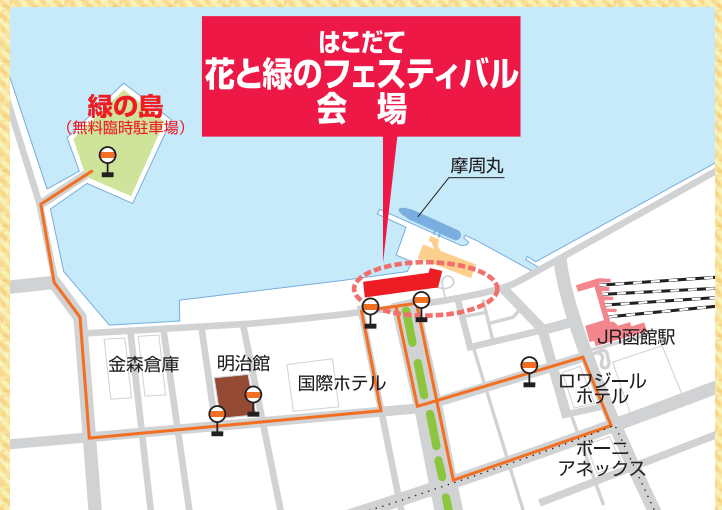 はこだて
花と緑のフェスティバル
会 場
緑の島
(無料臨時駐車場)
摩周丸
JR函館駅
金森倉庫
明治館
国際ホテル
ロワジール
ホテル
ボーニ
アネックス